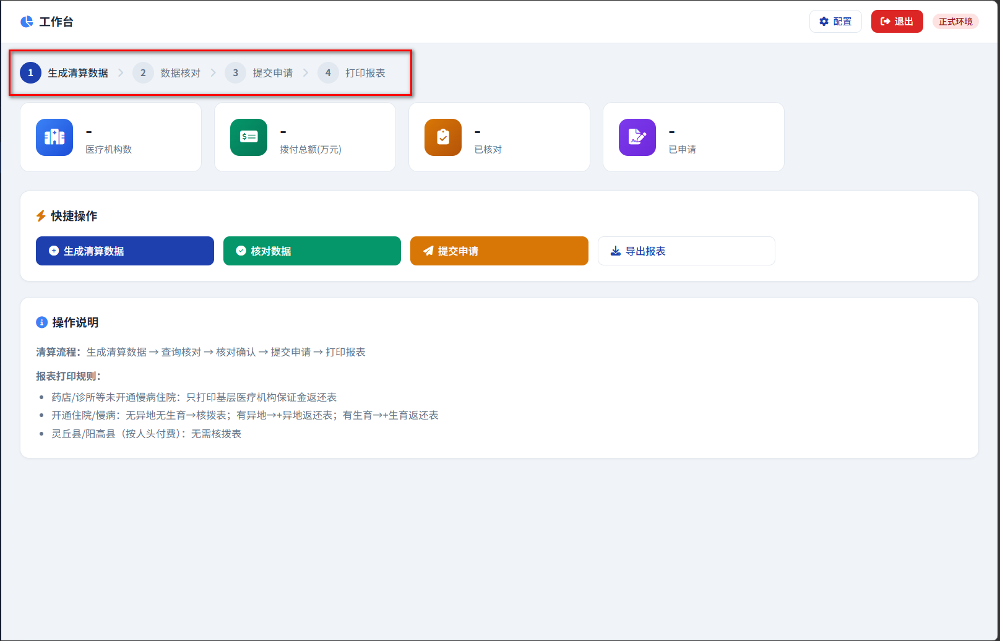 工作台
配置
退出
正式环境
1 生成清算数据 2 数据核对 3 提交申请 4 打印报表
-
医疗机构数
-
拨付总额(万元)
-
已核对
-
已申请
快捷操作
生成清算数据
核对数据
提交申请
导出报表
操作说明
清算流程：生成清算数据 → 查询核对 → 核对确认 → 提交申请 → 打印报表
报表打印规则：
• 药店/诊所等未开通慢病住院：只打印基层医疗机构保证金返还表
• 开通住院/慢病：无异地无生育→核拨表；有异地→+异地返还表；有生育→+生育返还表
• 灵丘县/阳高县（按人头付费）：无需核拨表